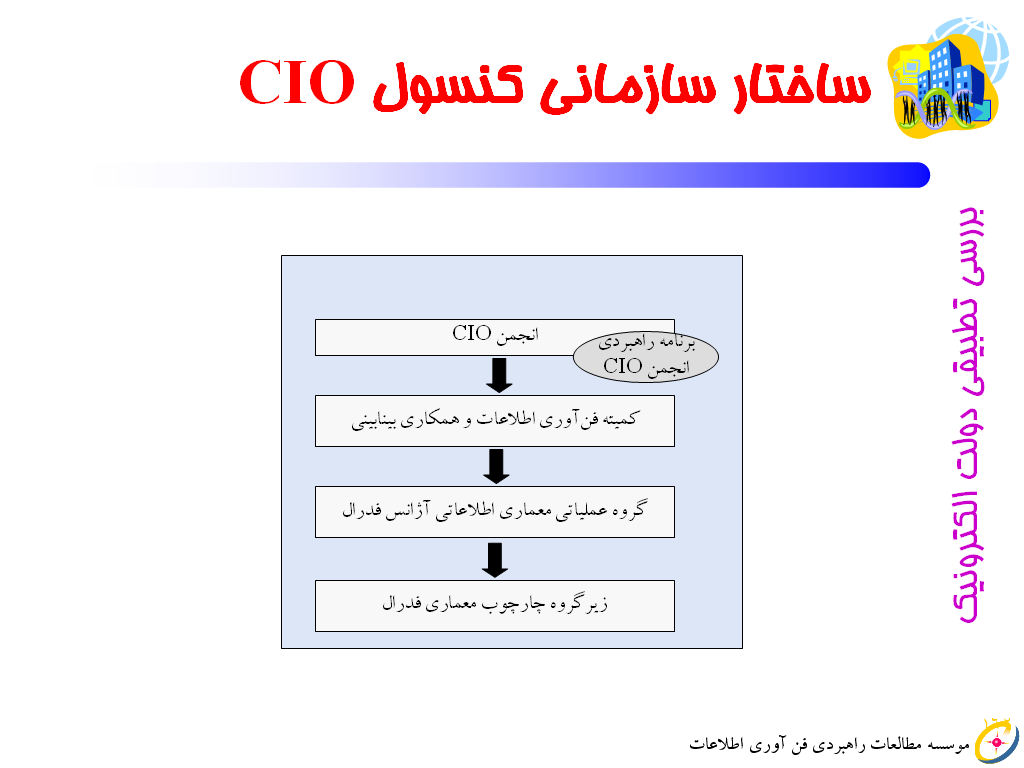 ساختار سازمانی کنسول CIO
بررسی تطبیقی دولت الکترونیک
انجمن CIO
برنامه راهبردی
انجمن CIO
کمیته فن‌آوری اطلاعات و همکاری بینابینی
گروه عملیاتی معماری اطلاعاتی آژانس فدرال
زیرگروه چارچوب معماری فدرال
موسسه مطالعات راهبردی فن آوری اطلاعات